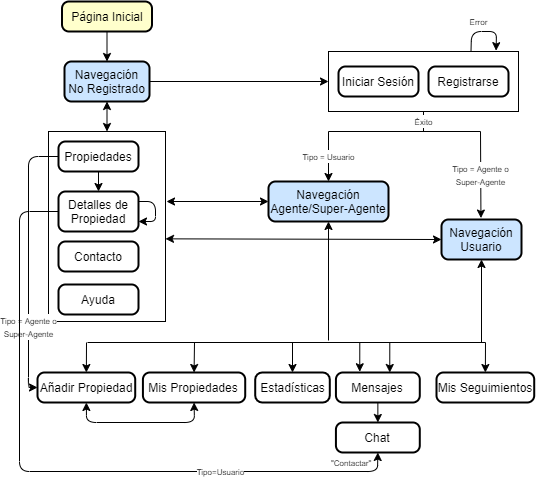 Página Inicial
Error
Navegación
No Registrado
Iniciar Sesión
Registrarse
Éxito
Propiedades
Tipo = Usuario
Tipo = Agente o
Super-Agente
Detalles de
Propiedad
Navegación
Agente/Super-Agente
Navegación
Usuario
Contacto
Ayuda
Tipo = Agente o
Super-Agente
Añadir Propiedad
Mis Propiedades
Estadísticas
Mensajes
Mis Seguimientos
Chat
"Contactar"
Tipo=Usuario